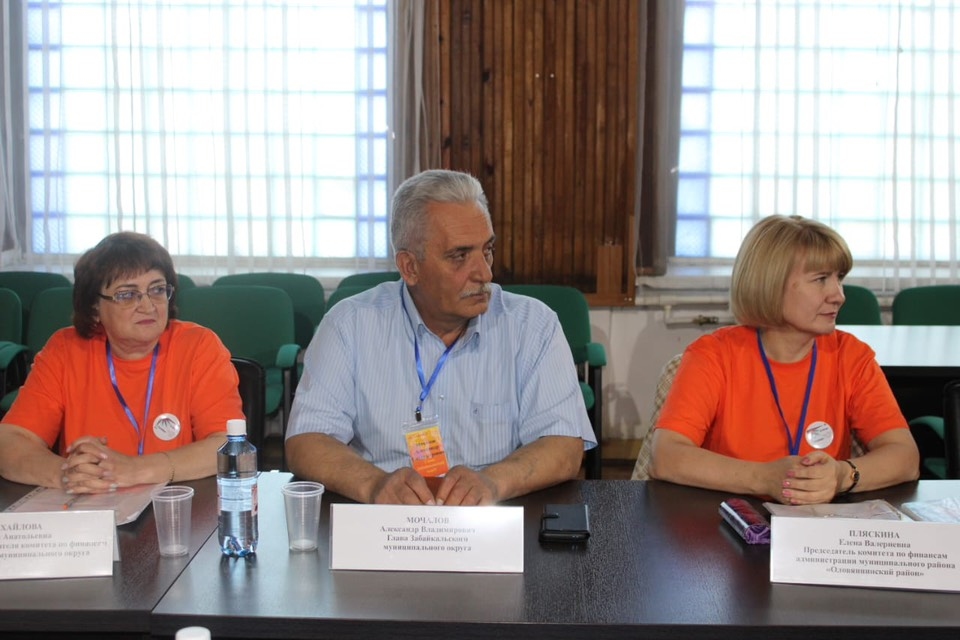 ХАЙЛОВА
Анатольевна
комитета по финансам
муниципального округа
МОЧАЛОВ
Александр Владимирович
Глава Забайкальского
муниципального округа
ПЛЯСКИНА
Елена Валериевна
Председатель комитета по финансам
администрации муниципального района
«Оловяннинский район»